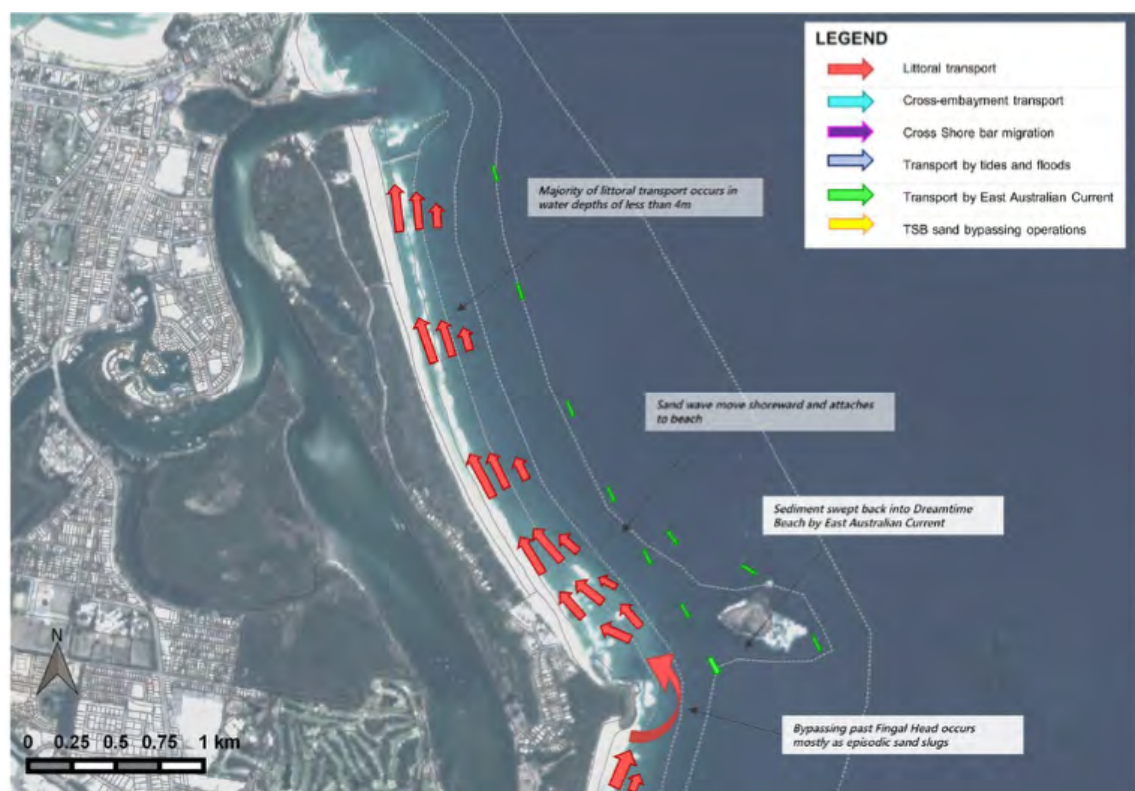 LEGEND
Littoral transport
Cross-embayment transport
Cross Shore bar migration
Transport by tides and floods
Transport by East Australian Current
TSB sand bypassing operations
Majority of littoral transport occurs in
water depths of less than 4m
Sand wave move shoreward and attaches
to beach
Sediment swept back into Dreamtime
Beach by East Australian Current
Bypassing past Fingal Head occurs
mostly as episodic sand slugs
N
0 0.25 0.5 0.75 1 km